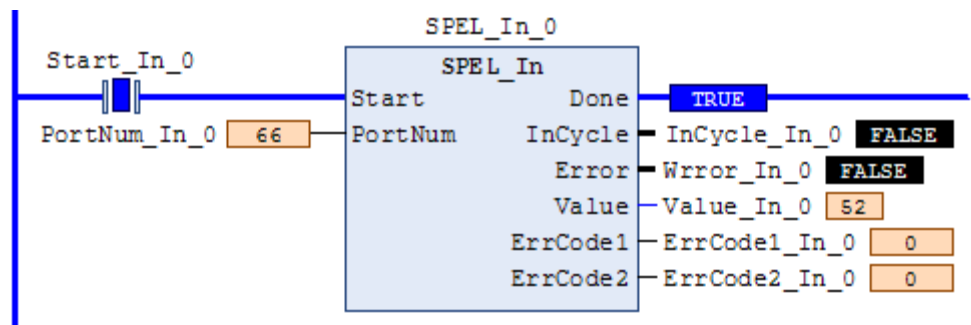 SPEL_In_0
Start_In_0 SPEL_In
Start Done TRUE
PortNum_In_0 66 PortNum InCycle InCycle_In_0 FALSE
Error Wrror_In_0 FALSE
Value Value_In_0 52
ErrCode1 ErrCode1_In_0 0
ErrCode2 ErrCode2_In_0 0